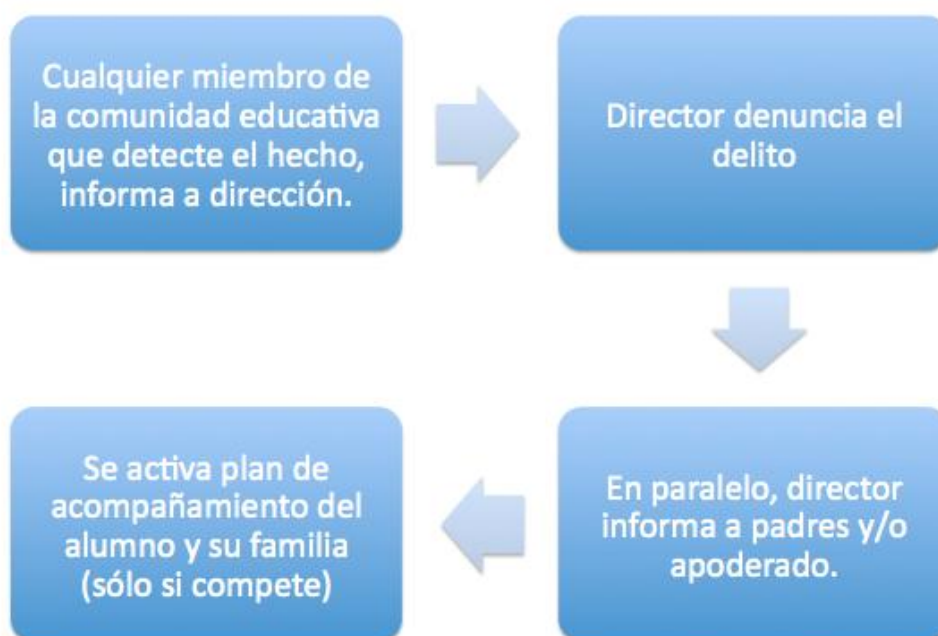 Cualquier miembro de
la comunidad educativa
que detecte el hecho,
informa a dirección.
Director denuncia el
delito
En paralelo, director
informa a padres y/o
apoderado.
Se activa plan de
acompañamiento del
alumno y su familia
(sólo si compete)